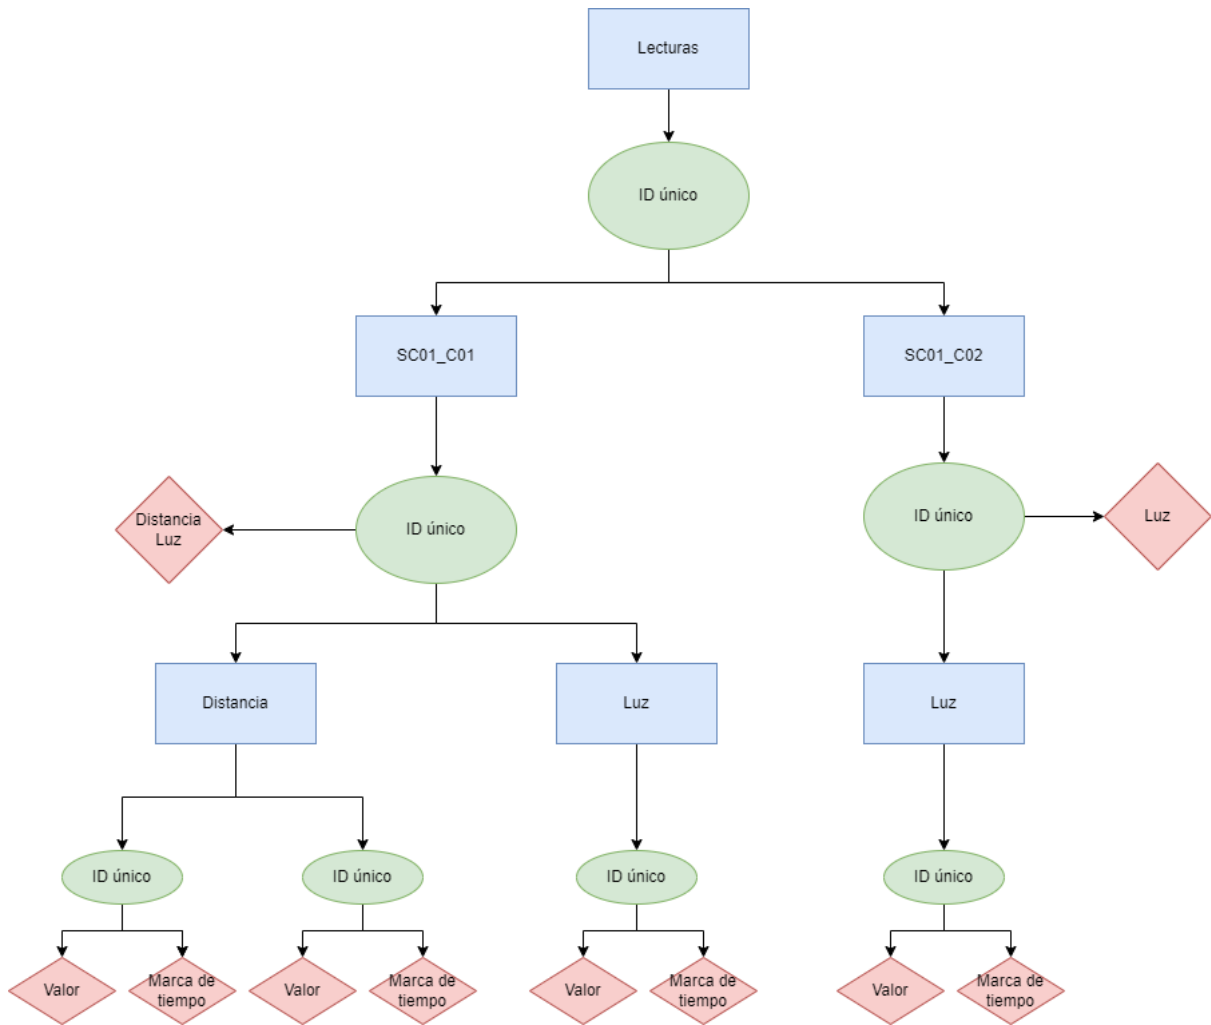 Lecturas
ID único
SC01_C01
SC01_C02
Distancia
Luz
ID único
ID único
Luz
Distancia
Luz
Luz
ID único
ID único
ID único
ID único
Valor
Marca de
tiempo
Valor
Marca de
tiempo
Valor
Marca de
tiempo
Valor
Marca de
tiempo